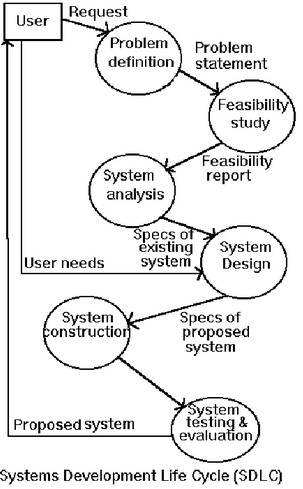 User
Request
Problem
definition
Problem
statement
Feasibility
study
Feasibility
report
System
analysis
Specs of
existing
system
User needs
System
Design
System
construction
Specs of
proposed
system
System
testing &
evaluation
Proposed system
Systems Development Life Cycle (SDLC)